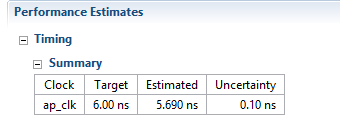 Performance Estimates
Timing
Summary
Clock Target Estimated Uncertainty
ap_clk 6.00 ns 5.690 ns 0.10 ns